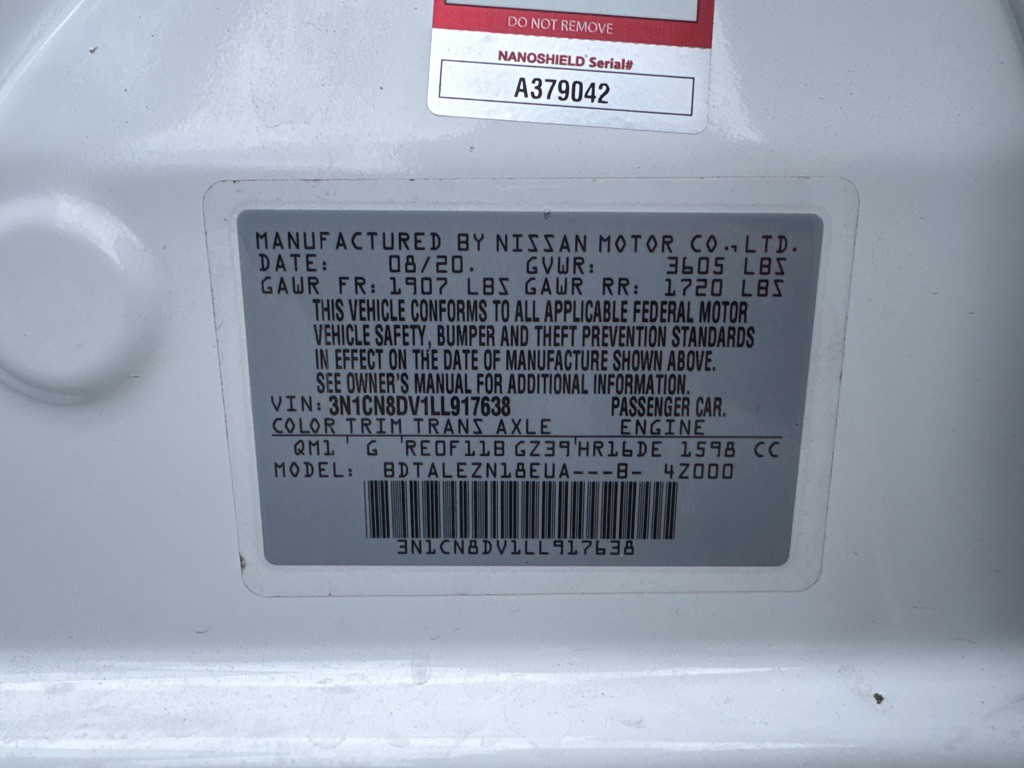 DO NOT REMOVE
NANOSHIELD Serial#
A379042
MANUFACTURED BY NISSAN MOTOR CO., LTD.
DATE: 08/20. GVWR: 3605 LBS
GAWR FR: 1907 LBS GAWR RR: 1720 LBS
THIS VEHICLE CONFORMS TO ALL APPLICABLE FEDERAL MOTOR
VEHICLE SAFETY, BUMPER AND THEFT PREVENTION STANDARDS
IN EFFECT ON THE DATE OF MANUFACTURE SHOWN ABOVE.
SEE OWNER'S MANUAL FOR ADDITIONAL INFORMATION.
VIN: 3N1CN8DV1LL917638 PASSENGER CAR.
COLOR TRIM TRANS AXLE ENGINE
QM1 ' G ' RE0F11B GZ39 ' HR16DE 1598 CC
MODEL: BDTALEZN18EUA---B- 4Z000
3N1CN8DV1LL917638